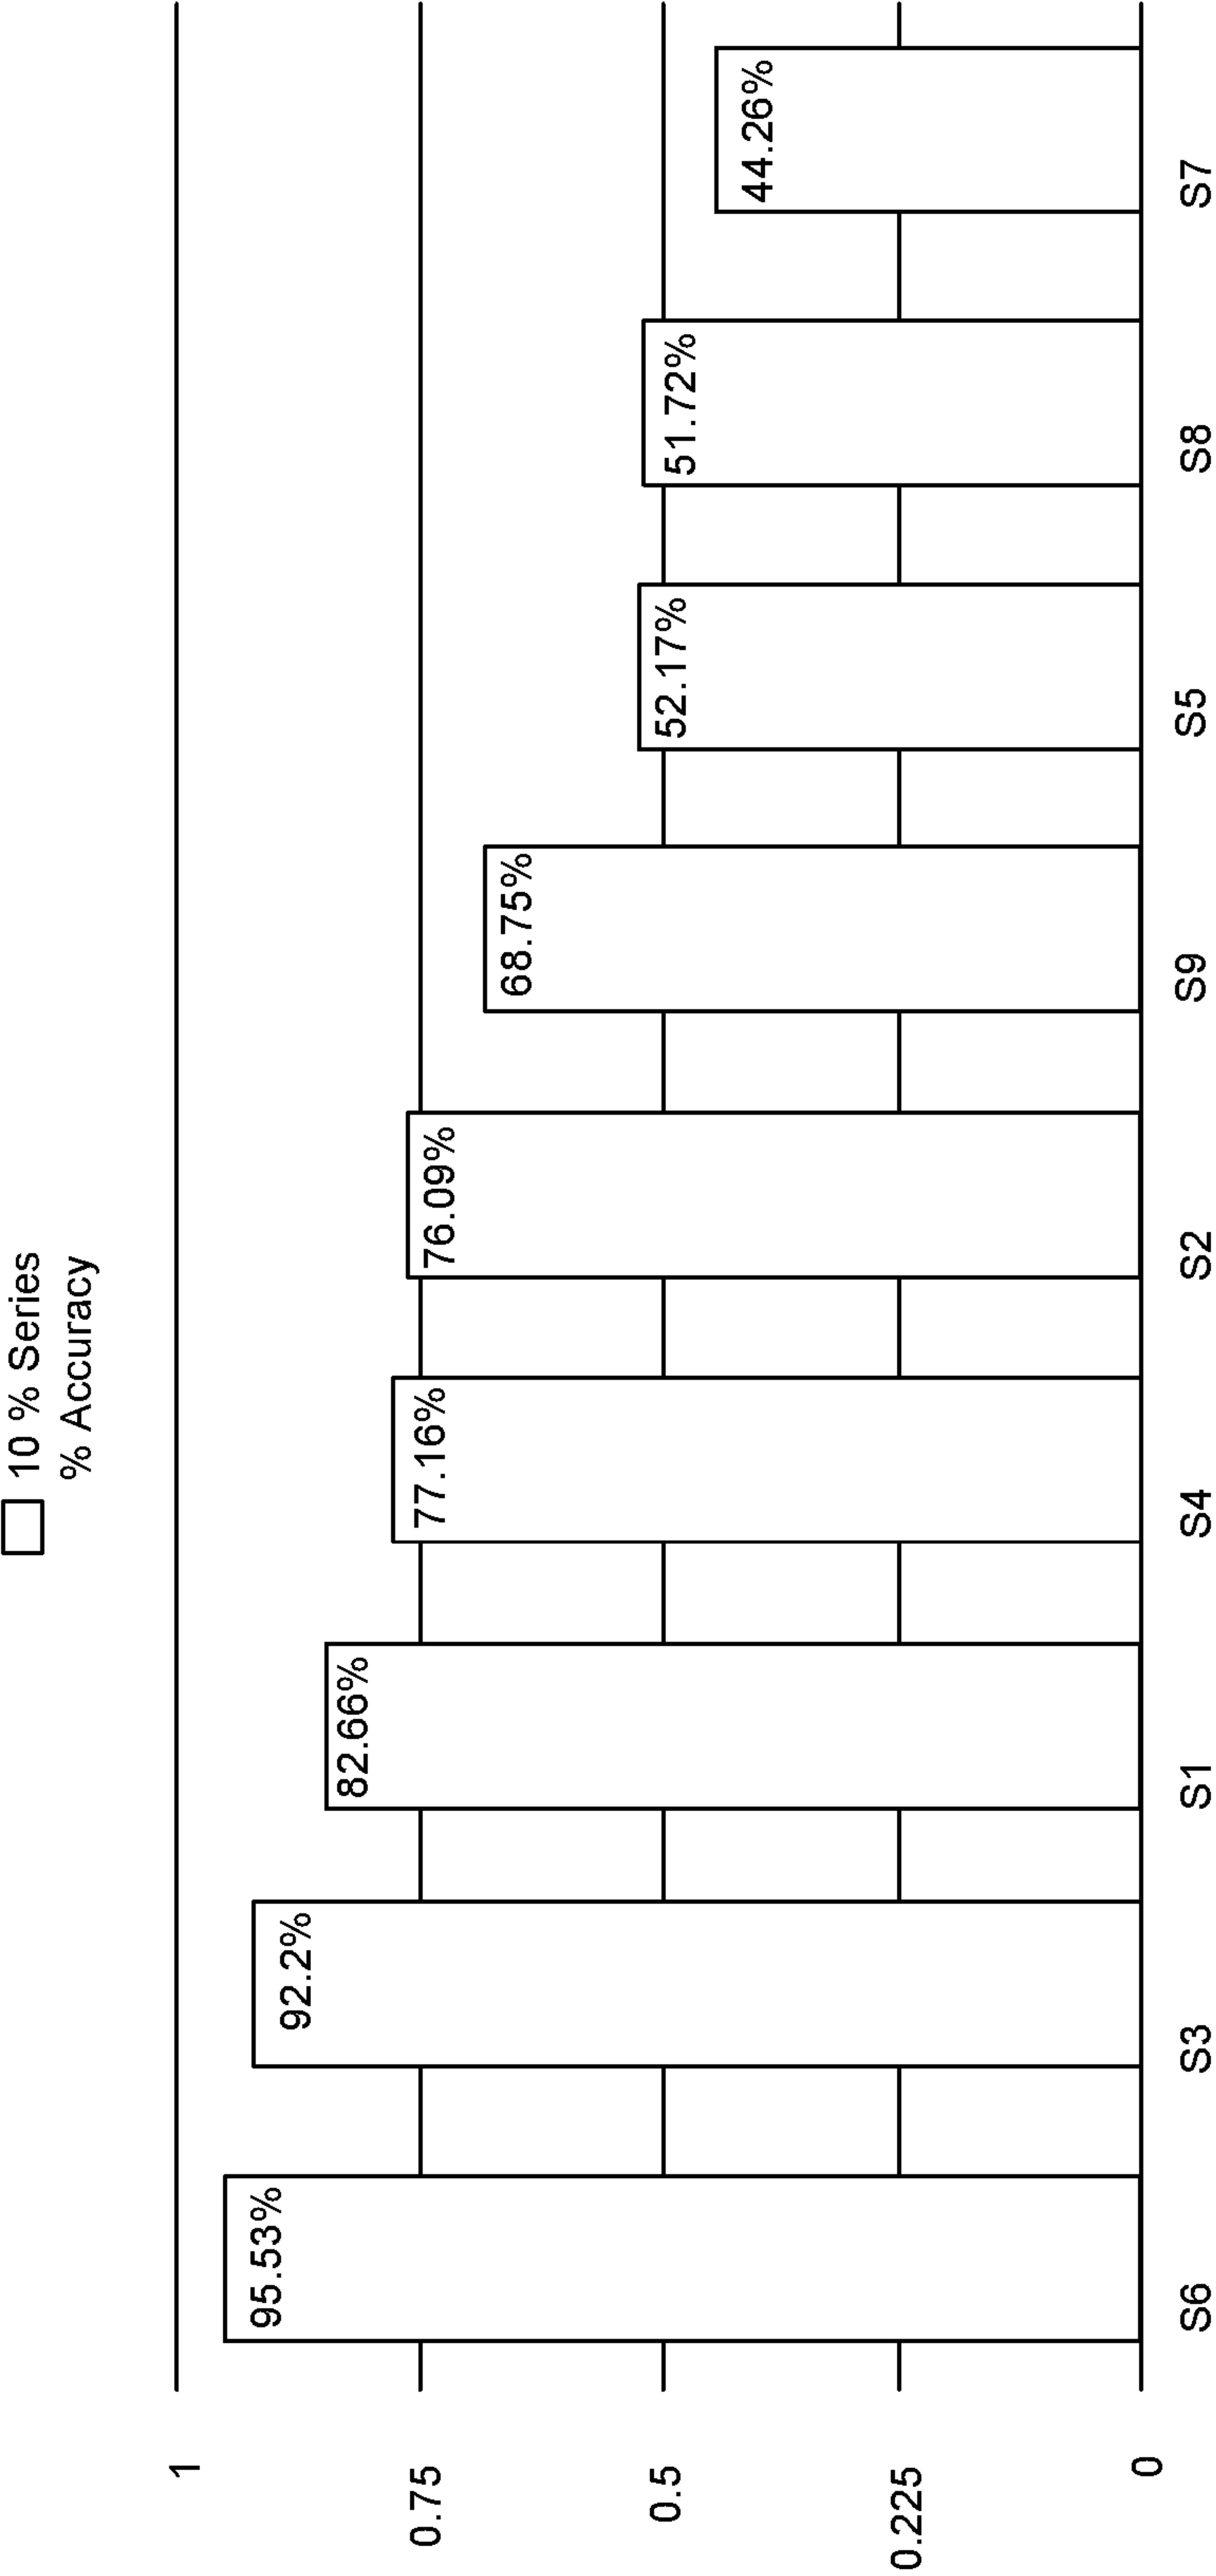 10 % Series
% Accuracy
1
0.75
0.5
0.225
0
95.53%
92.2%
82.66%
77.16%
76.09%
68.75%
52.17%
51.72%
44.26%
S6
S3
S1
S4
S2
S9
S5
S8
S7